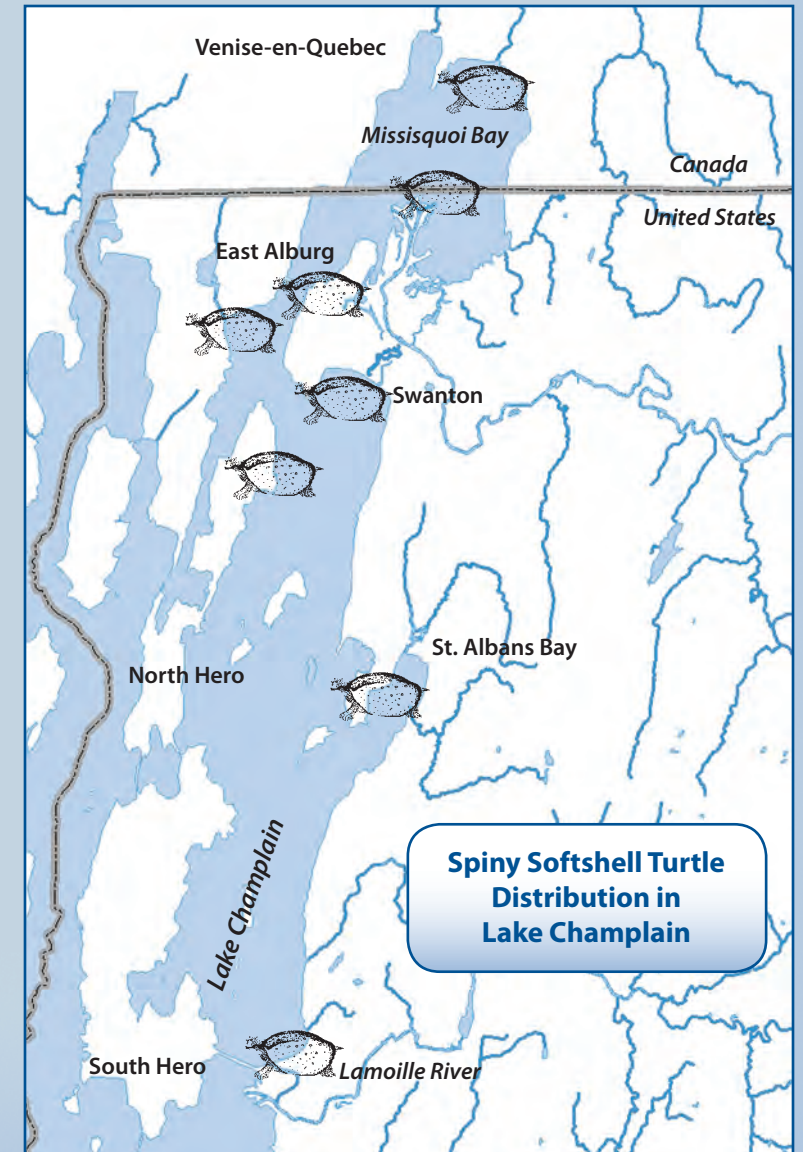 Venise-en-Quebec
Missisquoi Bay
Canada
United States
East Alburg
Swanton
St. Albans Bay
North Hero
Lake Champlain
Spiny Softshell Turtle
Distribution in
Lake Champlain
South Hero
Lamoille River